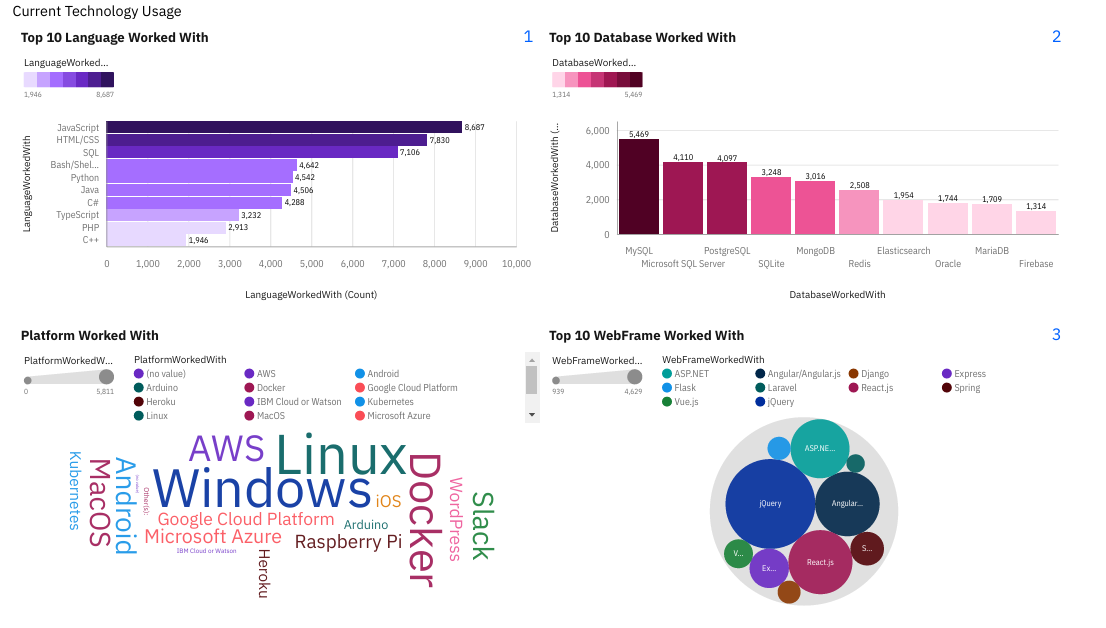 Current Technology Usage
Top 10 Language Worked With
1
LanguageWorked...
1,946 8,687
LanguageWorkedWith
JavaScript 8,687
HTML/CSS 7,830
SQL 7,106
Bash/Shel... 4,642
Python 4,542
Java 4,506
C# 4,288
TypeScript 3,232
PHP 2,913
C++ 1,946
0 1,000 2,000 3,000 4,000 5,000 6,000 7,000 8,000 9,000 10,000
LanguageWorkedWith (Count)
Top 10 Database Worked With
2
DatabaseWorked...
1,314 5,469
DatabaseWorkedWith (...
6,000
4,000
2,000
0
5,469 4,110 4,097 3,248 3,016 2,508 1,954 1,744 1,709 1,314
MySQL PostgreSQL MongoDB Elasticsearch MariaDB
Microsoft SQL Server SQLite Redis Oracle Firebase
DatabaseWorkedWith
Platform Worked With
PlatformWorkedW...
0 5,811
PlatformWorkedWith
(no value) AWS Android
Arduino Docker Google Cloud Platform
Heroku IBM Cloud or Watson Kubernetes
Linux MacOS Microsoft Azure
AWS
Linux
Windows
iOS
Google Cloud Platform
Arduino
Microsoft Azure
Raspberry Pi
IBM Cloud or Watson
Kubernetes
MacOS
Android
Other(s):
Heroku
Docker
WordPress
Slack
Top 10 WebFrame Worked With
3
WebFrameWorked...
939 4,629
WebFrameWorkedWith
ASP.NET Angular/Angular.js Django Express
Flask Laravel React.js Spring
Vue.js jQuery
ASP.NE...
jQuery
Angular...
V...
Ex...
React.js
S...